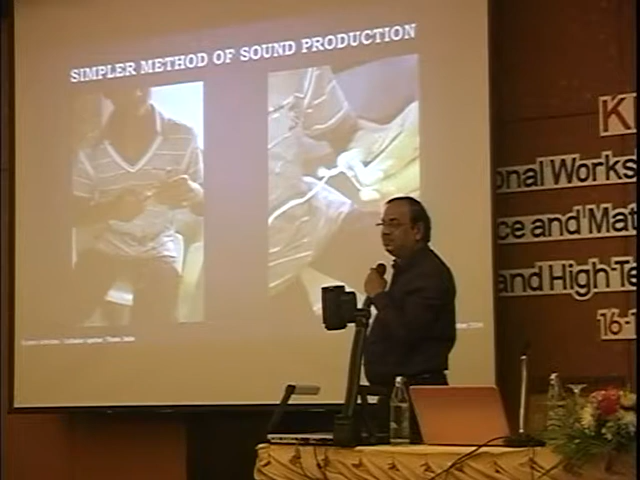 SIMPLER METHOD OF SOUND PRODUCTION
K
onal Works
ce and Mat
and High-Te
16-1